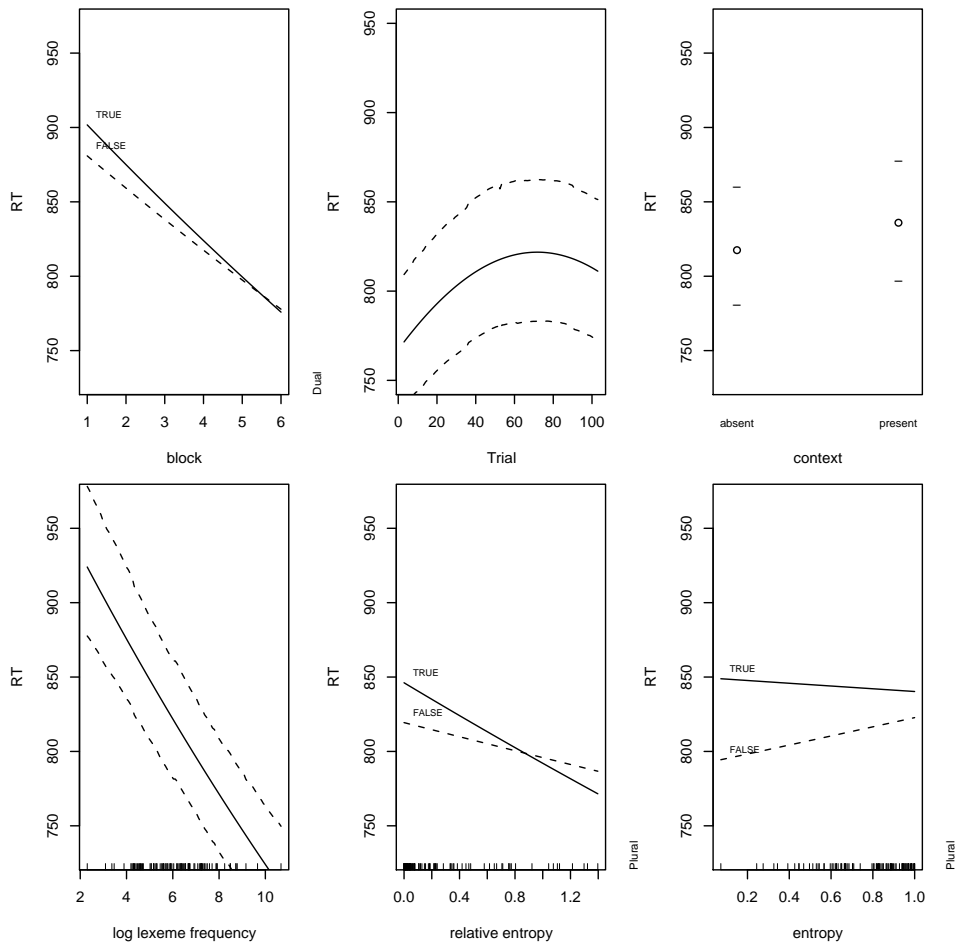 RT
950
900
850
800
750
TRUE
FALSE
1 2 3 4 5 6
block
Dual
RT
950
900
850
800
750
0 20 40 60 80 100
Trial
RT
950
900
850
800
750
absent present
context
RT
950
900
850
800
750
2 4 6 8 10
log lexeme frequency
RT
950
900
850
800
750
TRUE
FALSE
0.0 0.4 0.8 1.2
relative entropy
Plural
RT
950
900
850
800
750
TRUE
FALSE
0.2 0.4 0.6 0.8 1.0
entropy
Plural